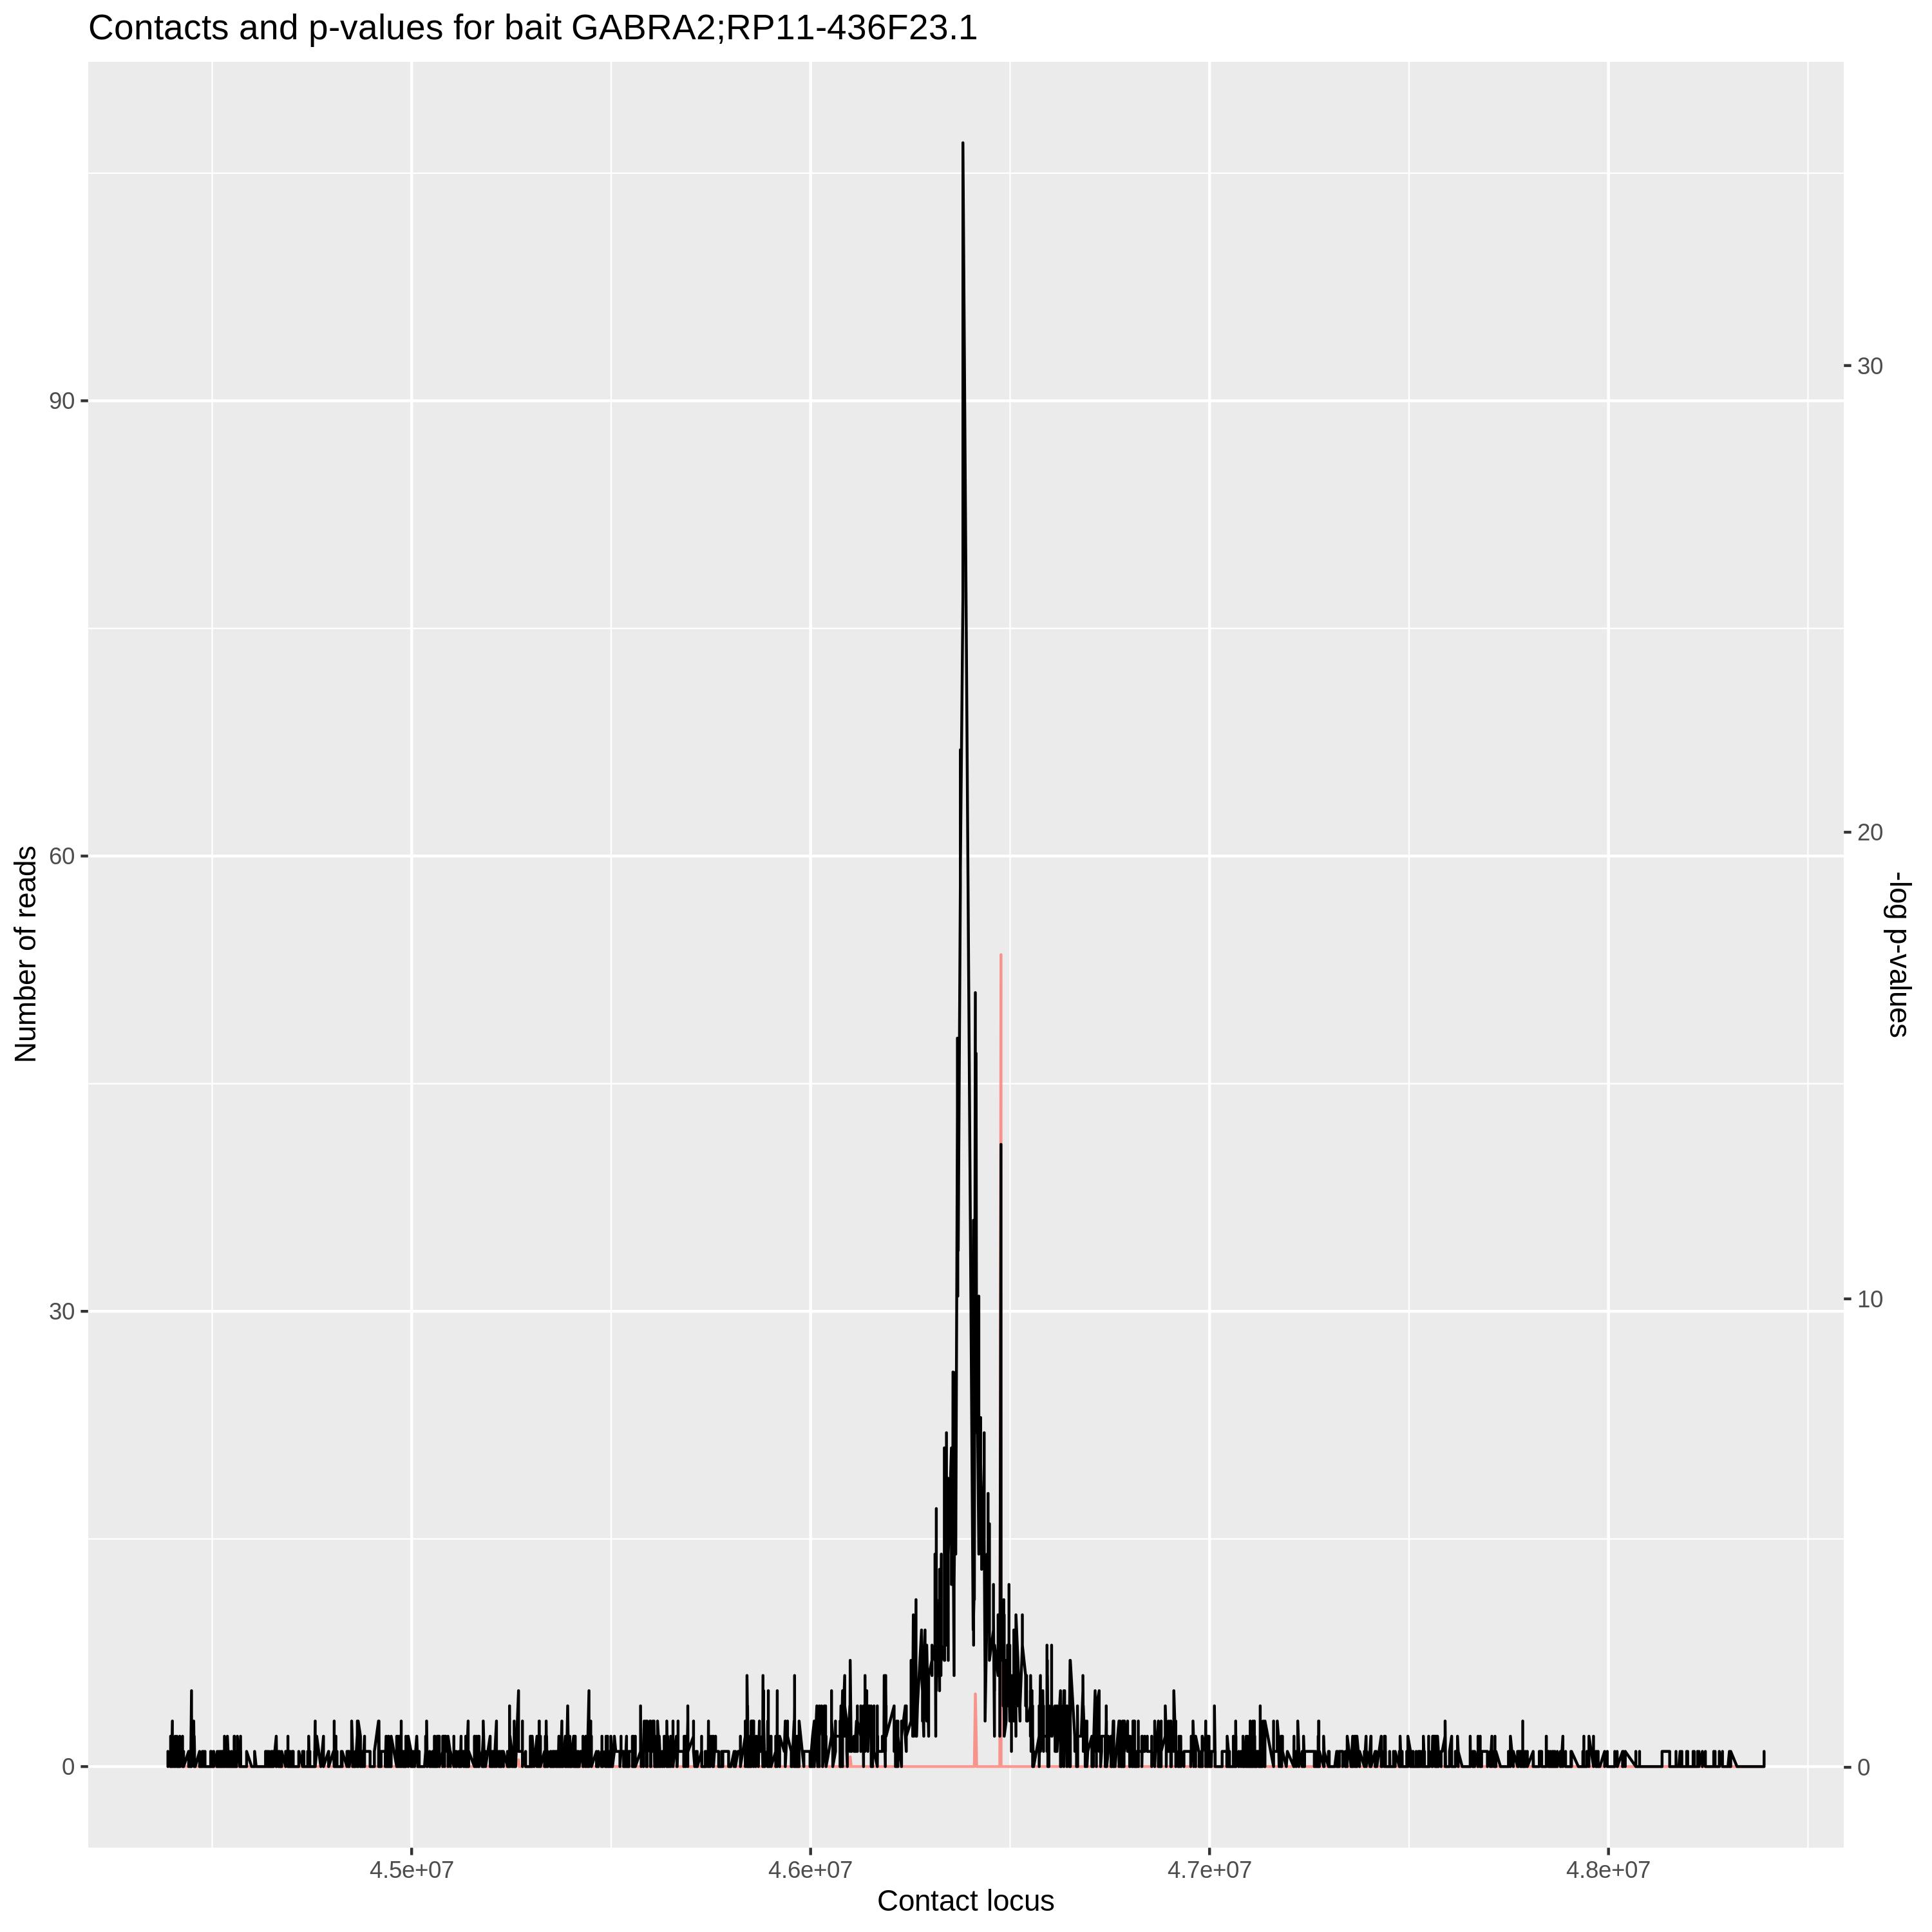 Contacts and p-values for bait GABRA2;RP11-436F23.1
Number of reads
90
60
30
0
30
20
10
0
-log p-values
4.5e+07
4.6e+07
4.7e+07
4.8e+07
Contact locus